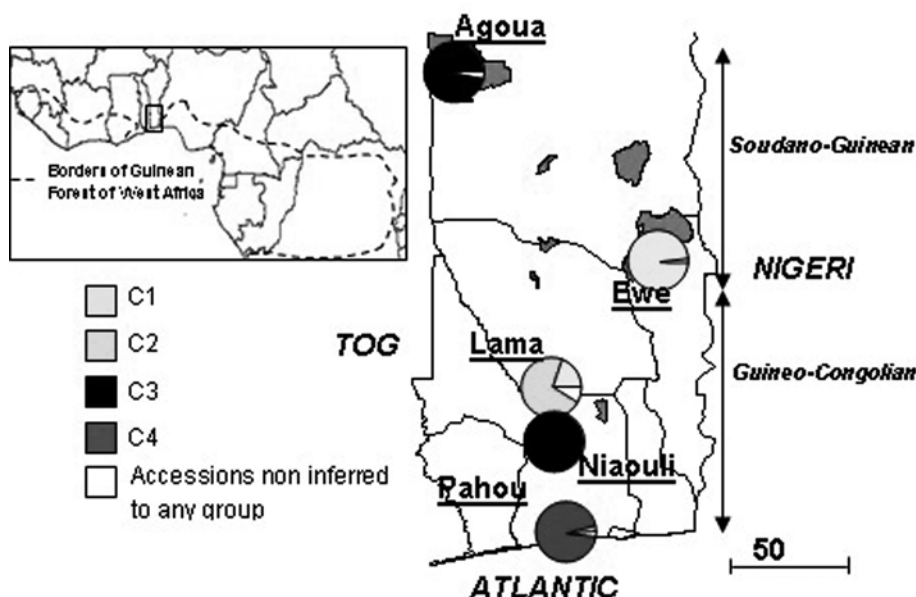 Agoua
Borders of Guinean
Forest of West Africa
Soudano-Guinean
C1
C2
C3
C4
Accessions non inferred
to any group
NIGERI
Ewe
TOG
Lama
Guineo-Congolian
Niaouli
Pahou
50
ATLANTIC